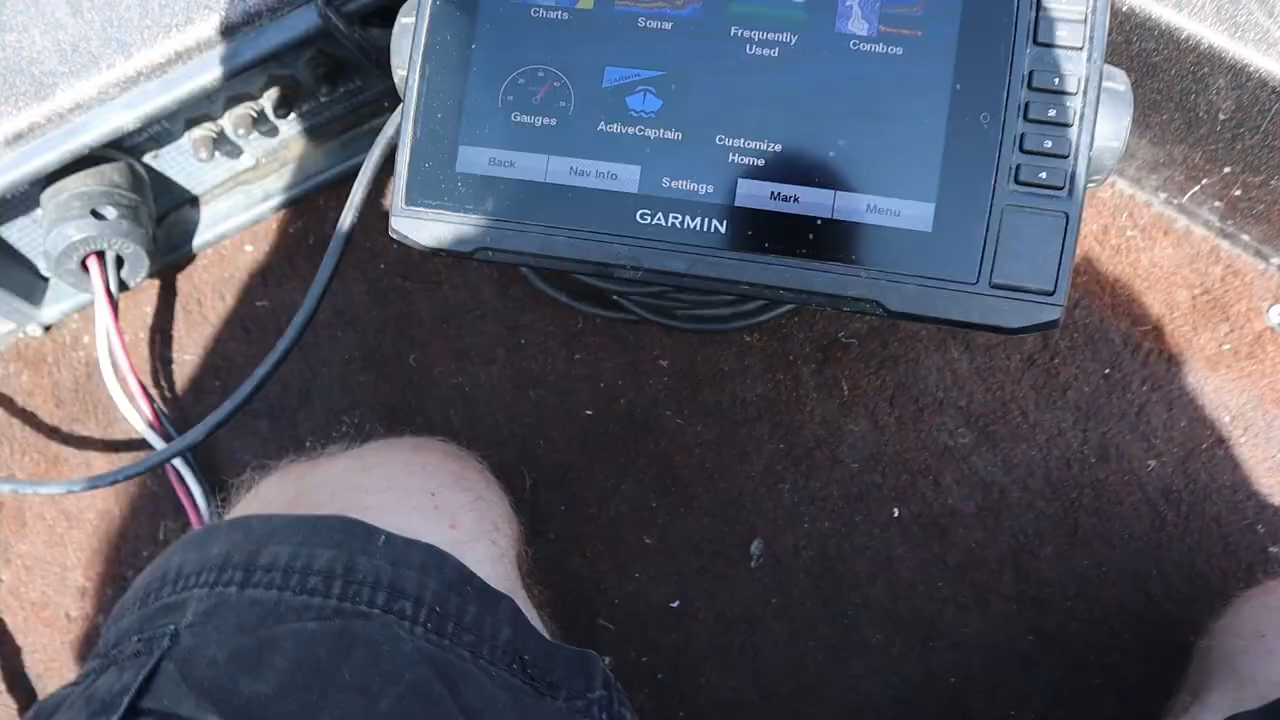 Charts
Sonar
Frequently
Used
Combos
Gauges
GARMIN
ActiveCaptain
Customize
Home
Back
Nav Info
Settings
Mark
Menu
GARMIN
1
2
3
4